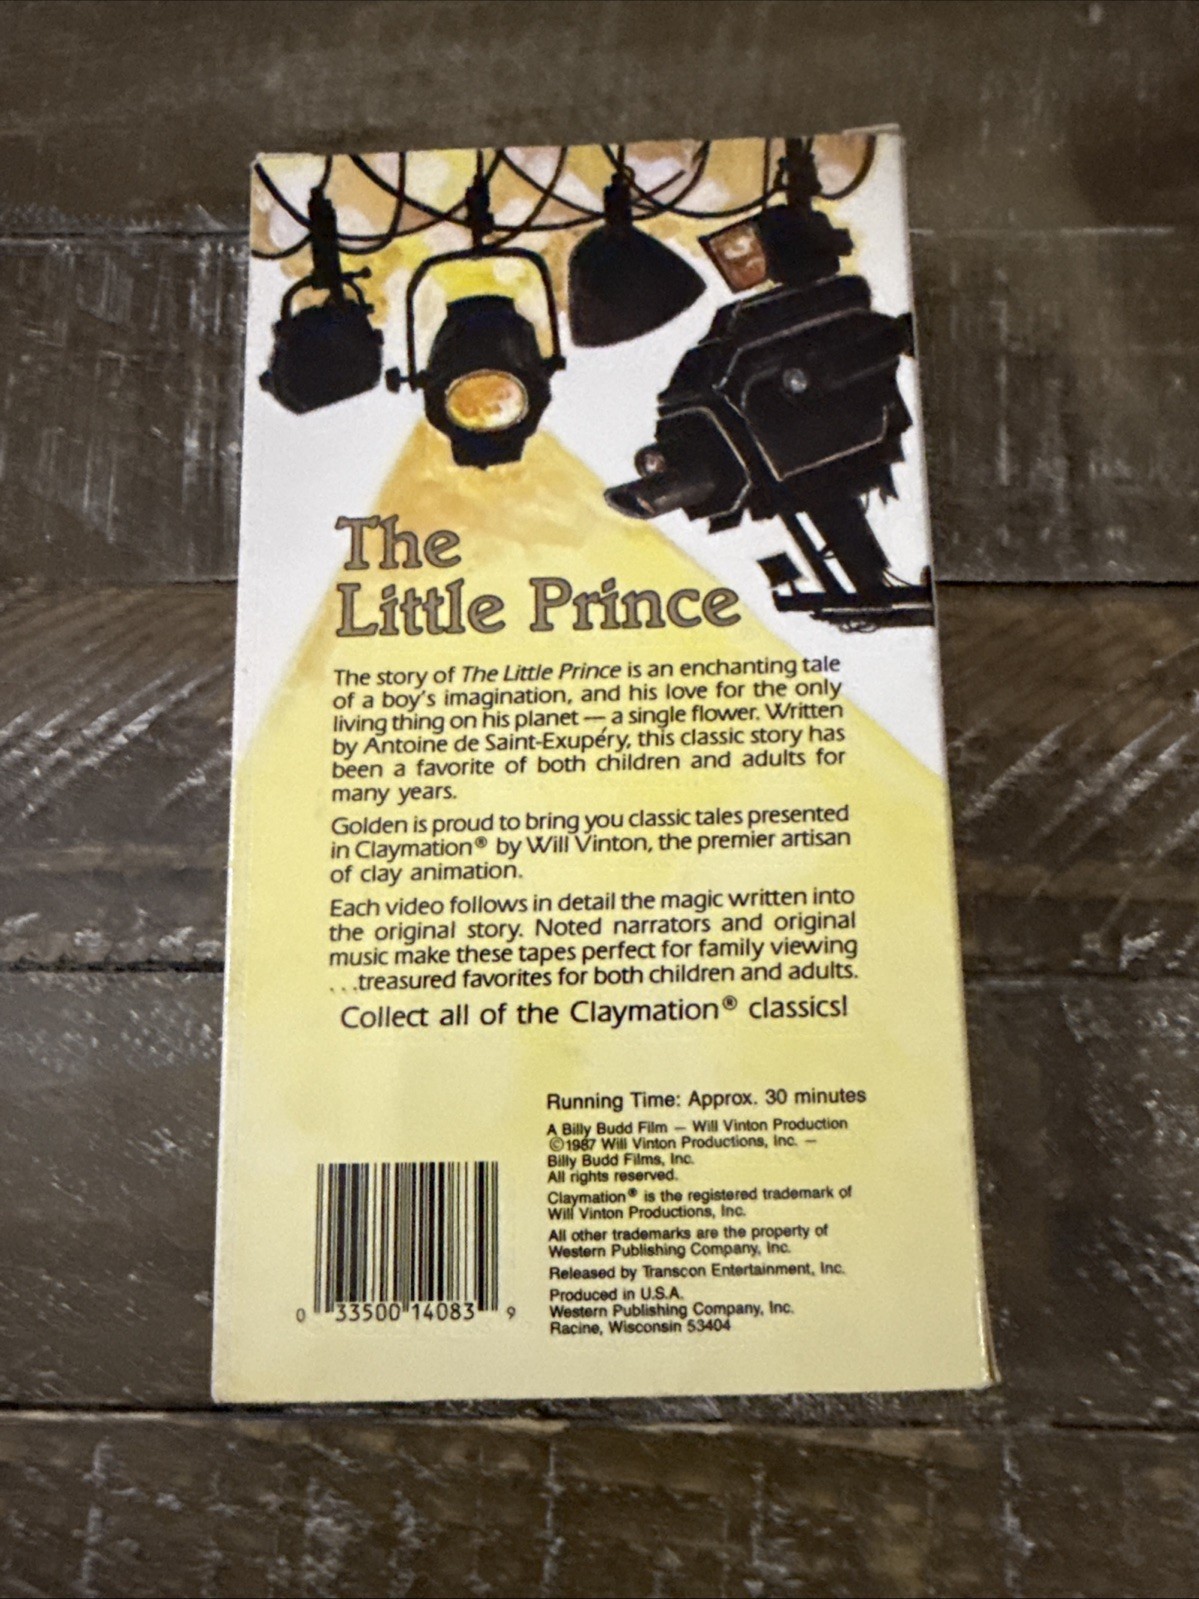 The
Little Prince
The story of The Little Prince is an enchanting tale
of a boy's imagination, and his love for the only
living thing on his planet — a single flower. Written
by Antoine de Saint-Exupéry, this classic story has
been a favorite of both children and adults for
many years.
Golden is proud to bring you classic tales presented
in Claymation® by Will Vinton, the premier artisan
of clay animation.
Each video follows in detail the magic written into
the original story. Noted narrators and original
music make these tapes perfect for family viewing
...treasured favorites for both children and adults.
Collect all of the Claymation® classics!
Running Time: Approx. 30 minutes
A Billy Budd Film — Will Vinton Production
©1987 Will Vinton Productions, Inc. —
Billy Budd Films, Inc.
All rights reserved.
Claymation® is the registered trademark of
Will Vinton Productions, Inc.
All other trademarks are the property of
Western Publishing Company, Inc.
Released by Transcon Entertainment, Inc.
Produced in U.S.A.
Western Publishing Company, Inc.
Racine, Wisconsin 53404
0 33500 14083 9